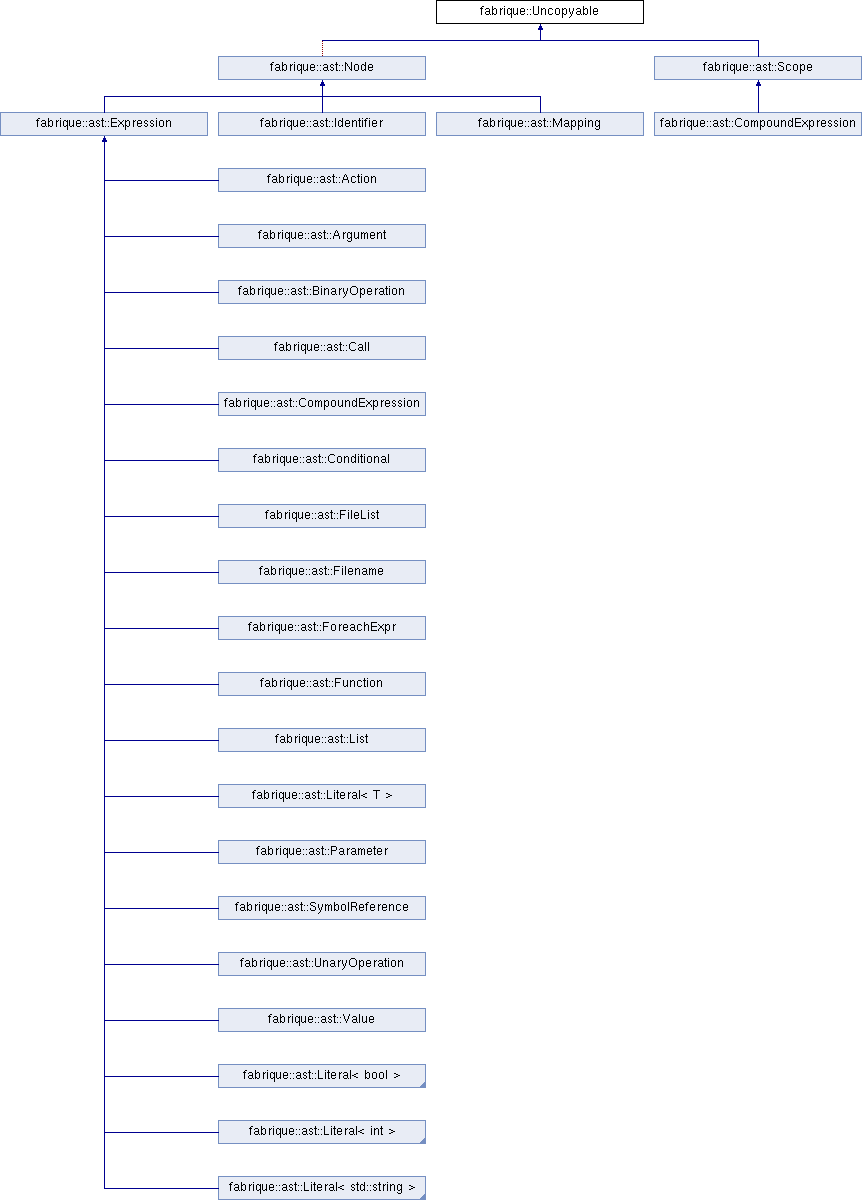 fabrique::Uncopyable
fabrique::ast::Node
fabrique::ast::Scope
fabrique::ast::Expression
fabrique::ast::Identifier
fabrique::ast::Mapping
fabrique::ast::CompoundExpression
fabrique::ast::Action
fabrique::ast::Argument
fabrique::ast::BinaryOperation
fabrique::ast::Call
fabrique::ast::CompoundExpression
fabrique::ast::Conditional
fabrique::ast::FileList
fabrique::ast::Filename
fabrique::ast::ForeachExpr
fabrique::ast::Function
fabrique::ast::List
fabrique::ast::Literal< T >
fabrique::ast::Parameter
fabrique::ast::SymbolReference
fabrique::ast::UnaryOperation
fabrique::ast::Value
fabrique::ast::Literal< bool >
fabrique::ast::Literal< int >
fabrique::ast::Literal< std::string >